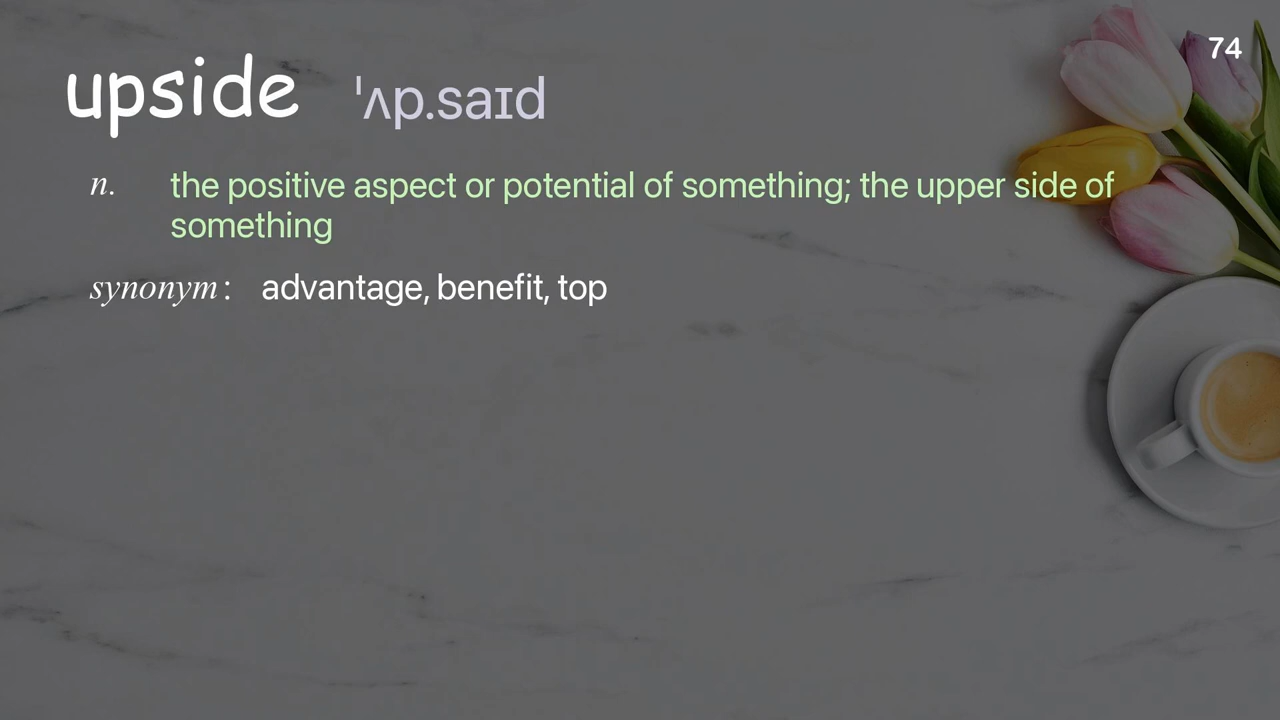 74
upside ˈʌp.saɪd
n. the positive aspect or potential of something; the upper side of
something
synonym: advantage, benefit, top